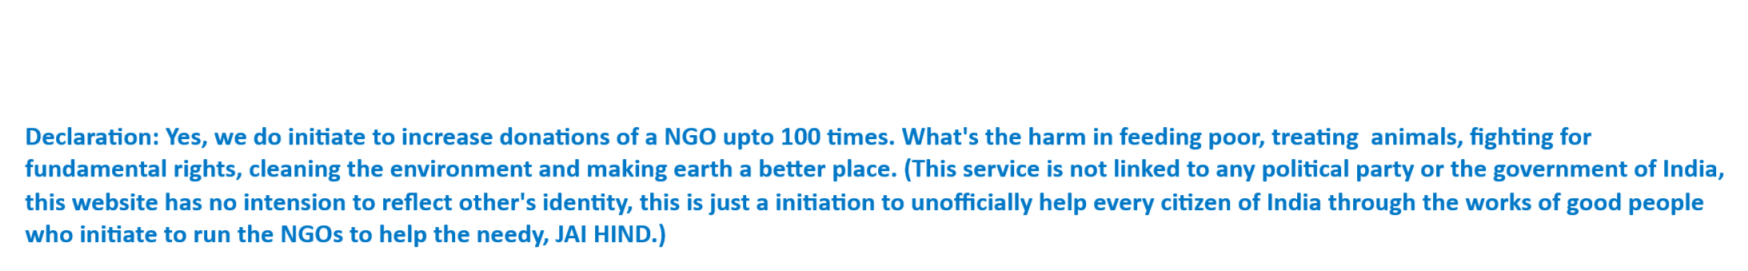 Declaration: Yes, we do initiate to increase donations of a NGO upto 100 times. What's the harm in feeding poor, treating  animals, fighting for
fundamental rights, cleaning the environment and making earth a better place. (This service is not linked to any political party or the government of India,
this website has no intension to reflect other's identity, this is just a initiation to unofficially help every citizen of India through the works of good people
who initiate to run the NGOs to help the needy, JAI HIND.)